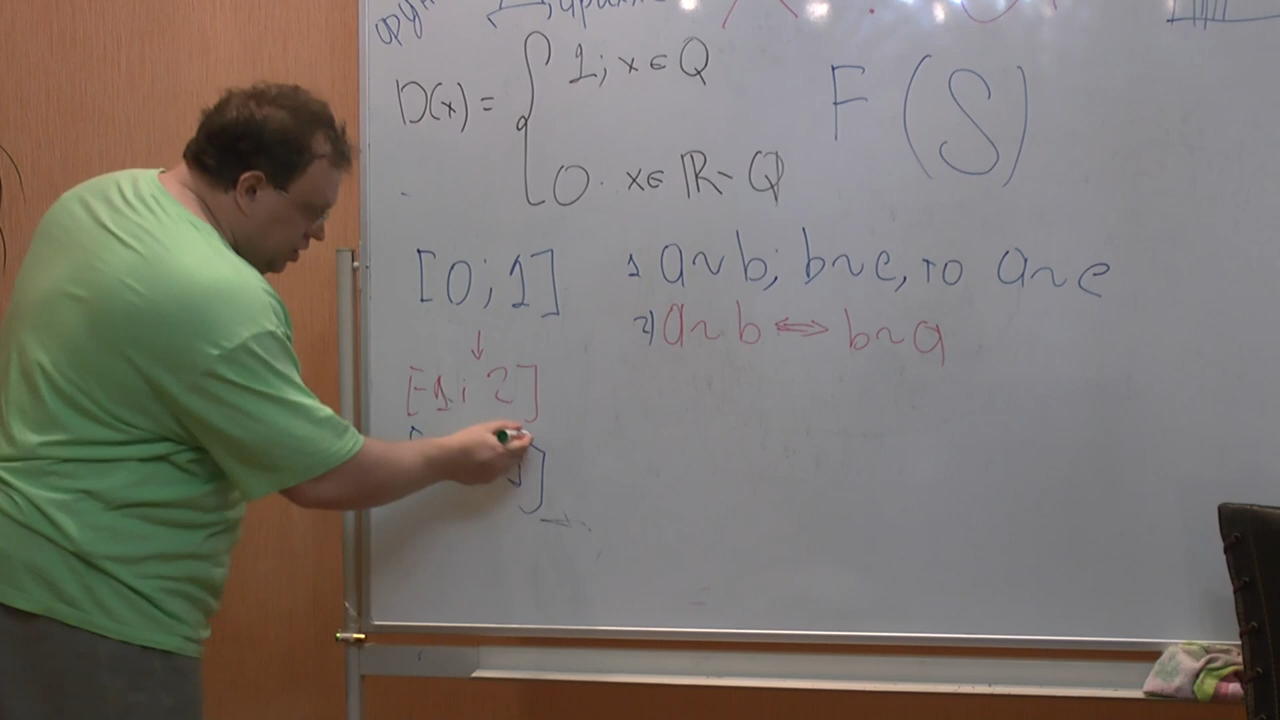 D(x) = { 1; x ∈ Q
0. x ∈ ℝ - Q
F(S)
[0; 1]
1 a~b; b~c, то a~c
2) a~b ⇔ b~a
↓
[-1; 2]